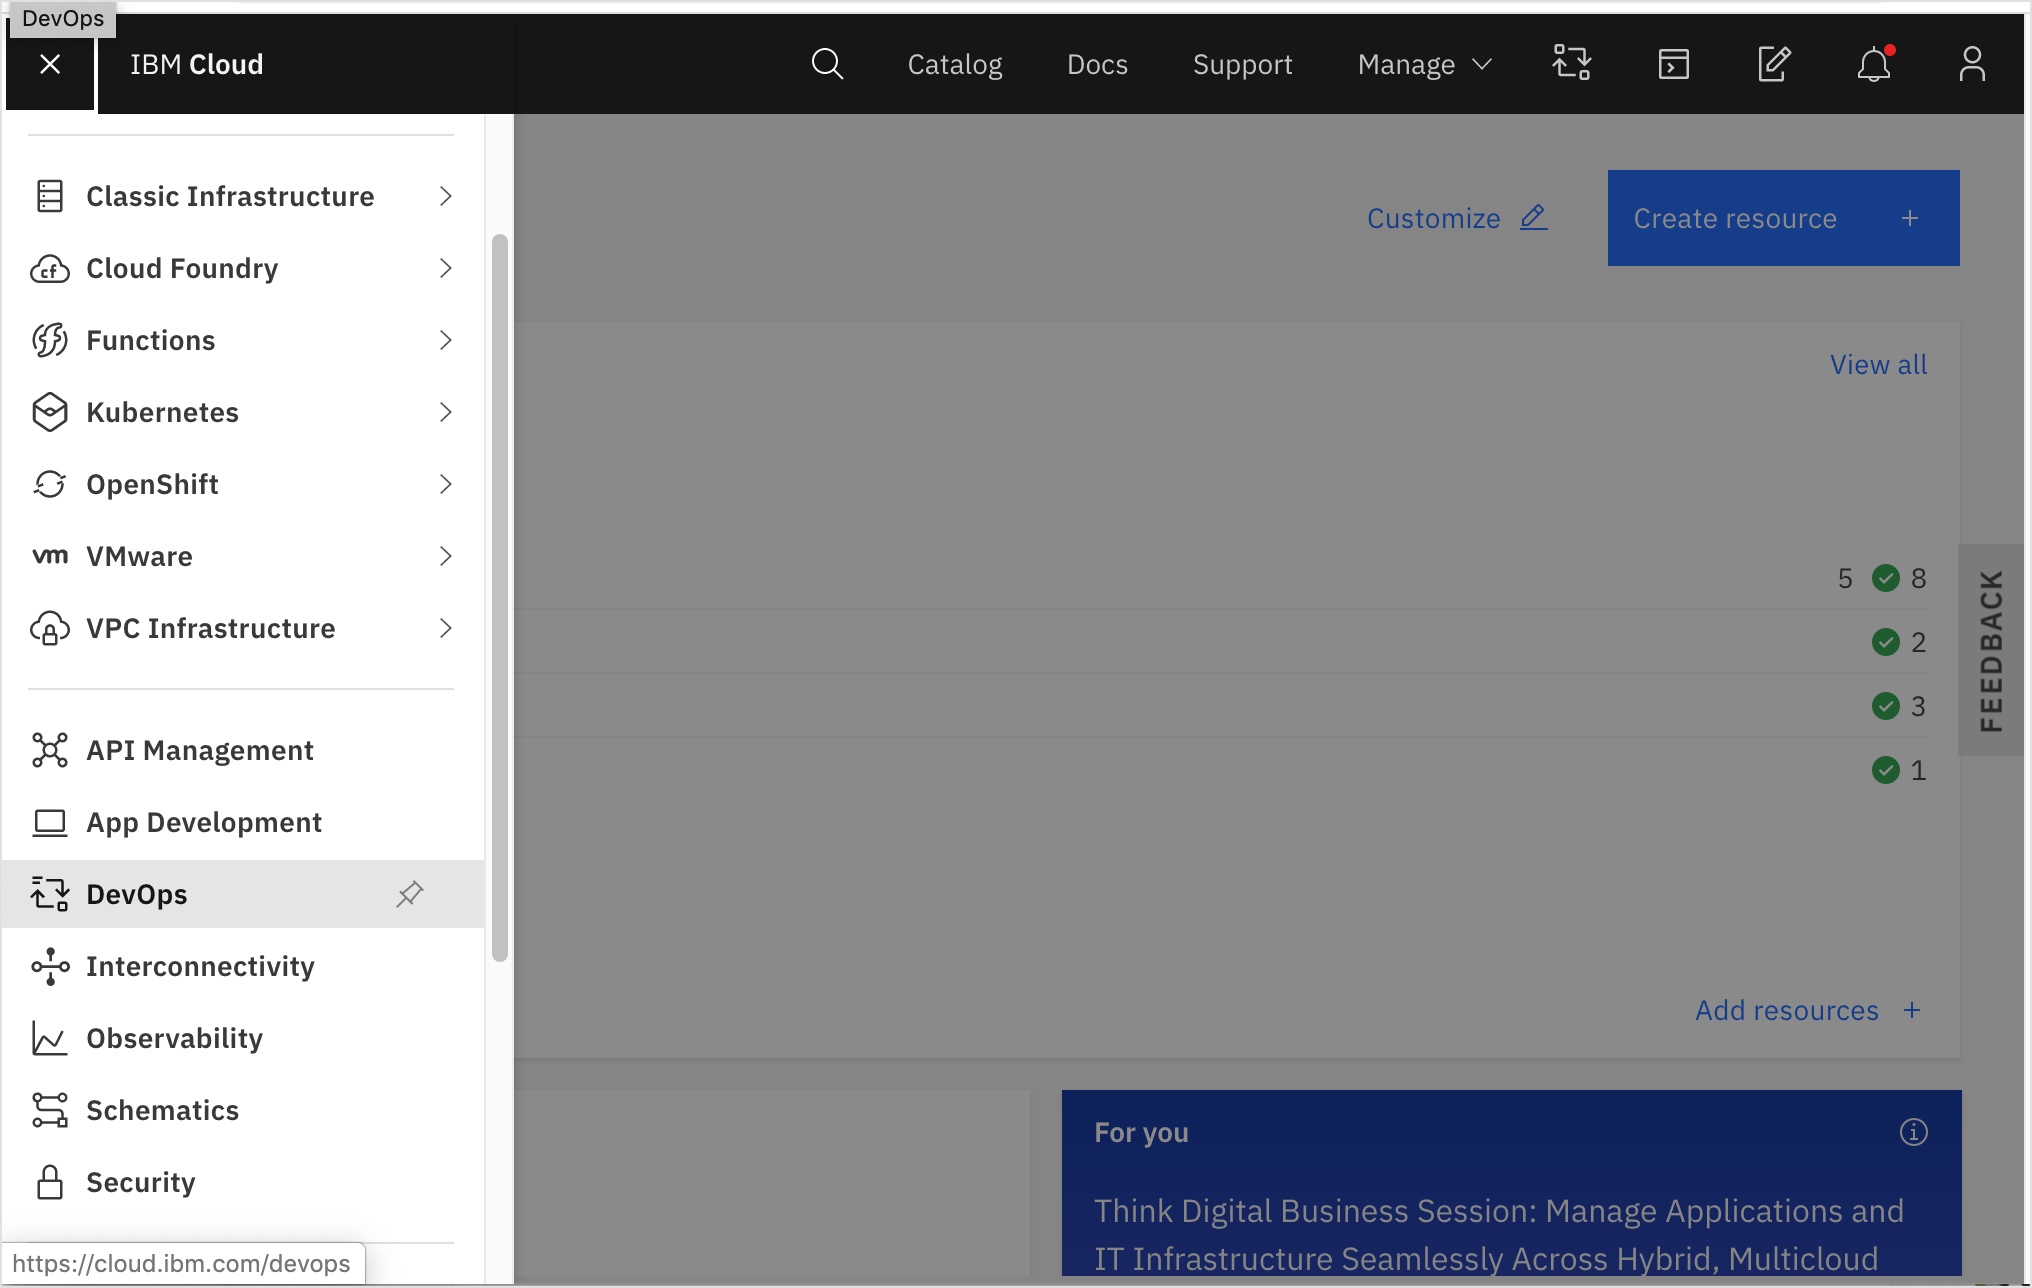 DevOps
IBM Cloud
Catalog
Docs
Support
Manage
Classic Infrastructure
Cloud Foundry
cf
Functions
Kubernetes
OpenShift
vm VMware
VPC Infrastructure
API Management
App Development
DevOps
Interconnectivity
Observability
Schematics
Security
https://cloud.ibm.com/devops
Customize
Create resource +
View all
5 8
2
3
1
FEEDBACK
Add resources +
For you
Think Digital Business Session: Manage Applications and
IT Infrastructure Seamlessly Across Hybrid, Multicloud